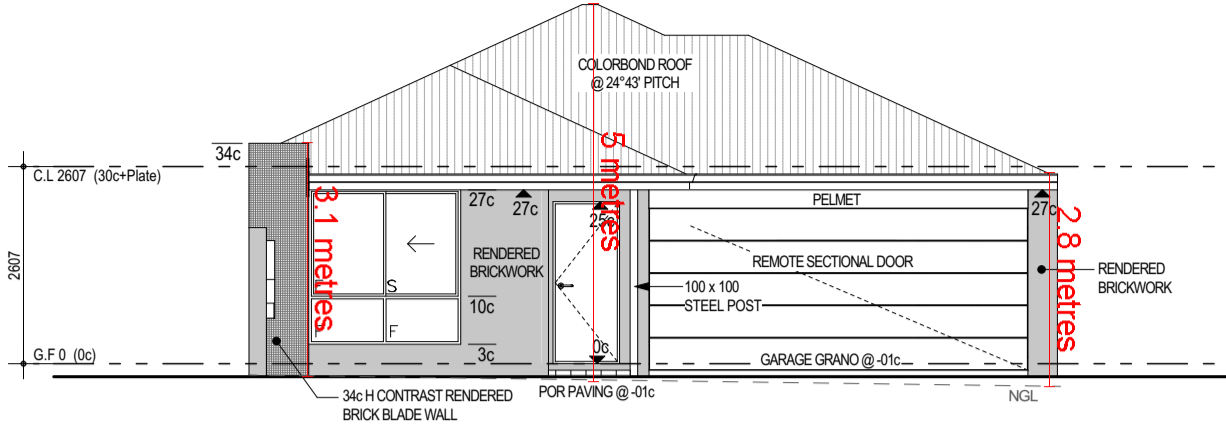 COLORBOND ROOF
@ 24°43' PITCH
34c
C.L 2607 (30c+Plate)
5 metres
3.1 metres
27c
27c
25c
PELMET
27c
2.8 metres
2607
RENDERED
BRICKWORK
REMOTE SECTIONAL DOOR
RENDERED
BRICKWORK
S
100 x 100
STEEL POST
10c
F
F
3c
0c
G.F 0 (0c)
GARAGE GRANO @ -01c
34c H CONTRAST RENDERED
BRICK BLADE WALL
POR PAVING @ -01c
NGL